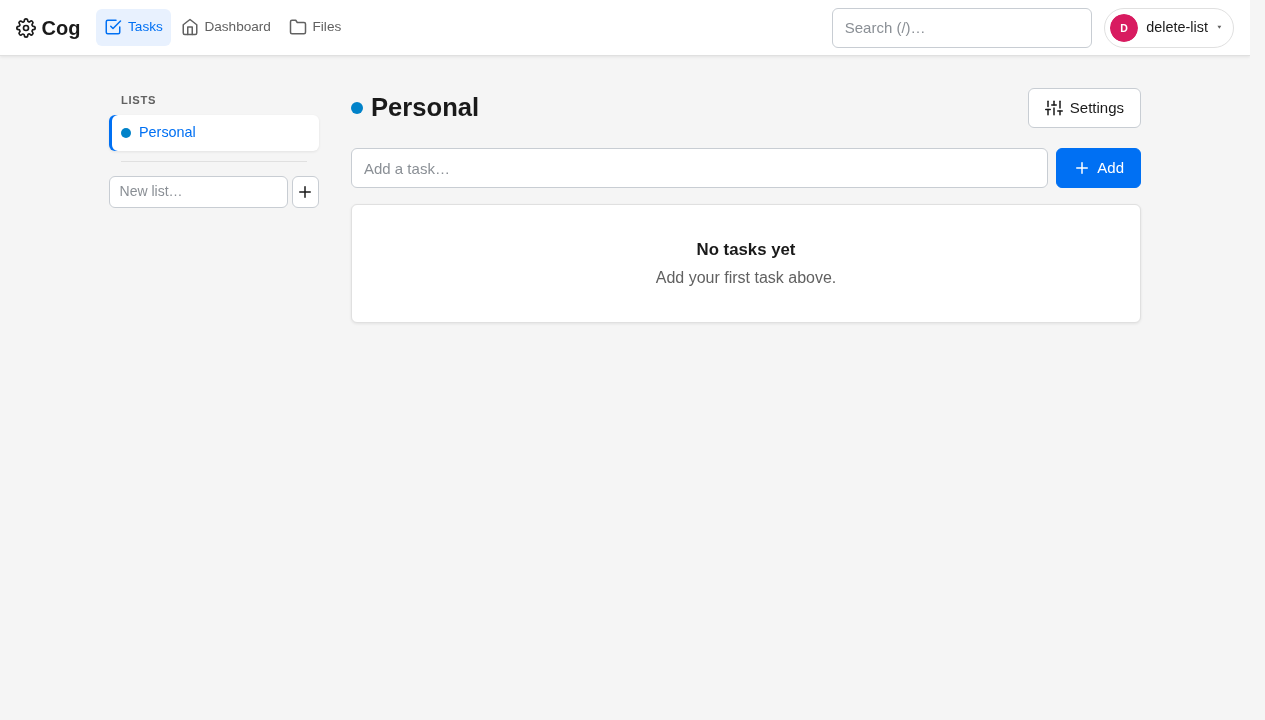 Cog
Tasks
Dashboard
Files
Search (/)…
D
delete-list
LISTS
Personal
New list…
Personal
Settings
Add a task…
Add
No tasks yet
Add your first task above.